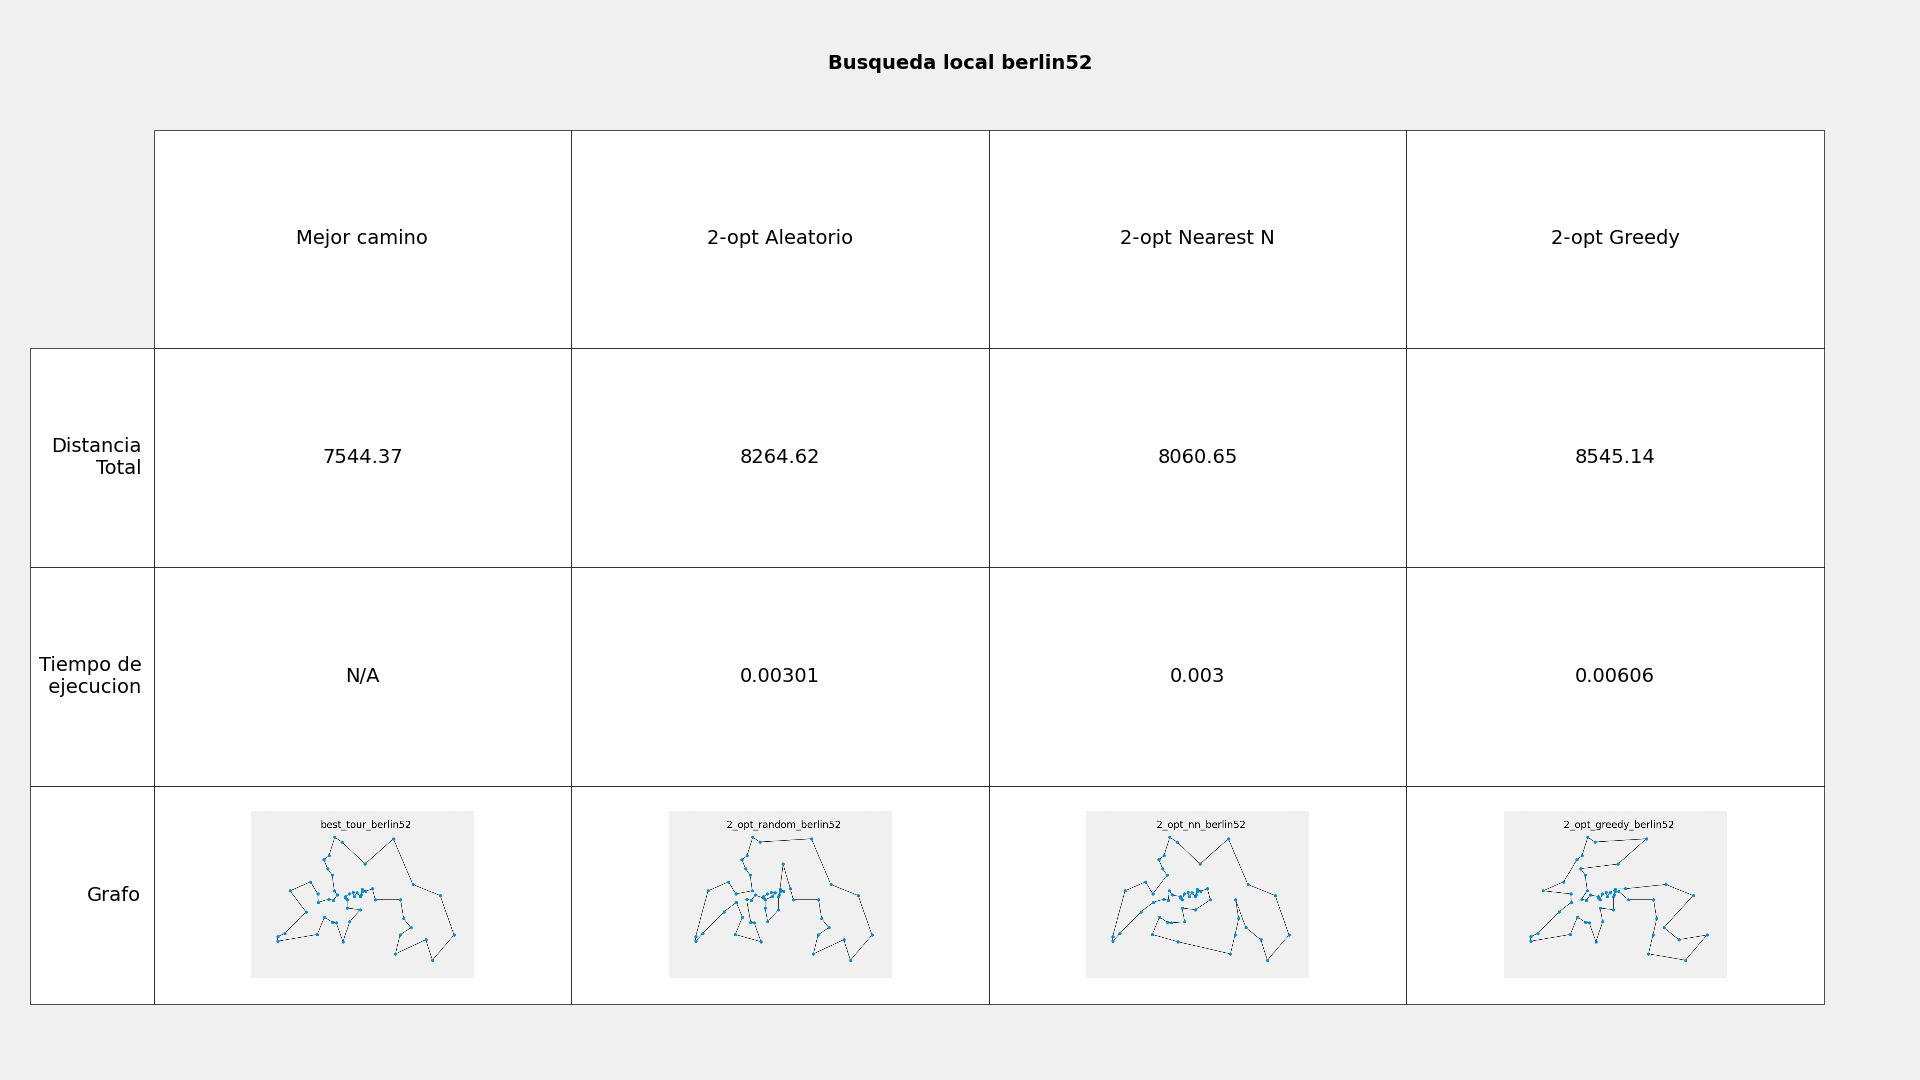 Busqueda local berlin52
Mejor camino
2-opt Aleatorio
2-opt Nearest N
2-opt Greedy
Distancia
Total
7544.37
8264.62
8060.65
8545.14
Tiempo de
ejecucion
N/A
0.00301
0.003
0.00606
Grafo
best_tour_berlin52
2_opt_random_berlin52
2_opt_nn_berlin52
2_opt_greedy_berlin52